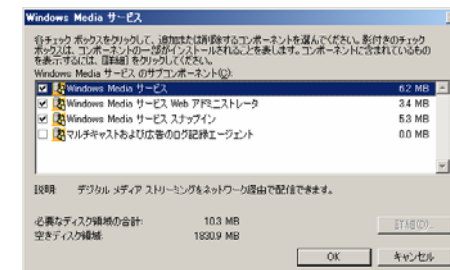 Windows Media サービス
各チェック ボックスをクリックして、追加または削除するコンポーネントを選んでください。影付きのチェック
ボックスは、コンポーネントの一部がインストールされることを表します。コンポーネントに含まれているもの
を表示するには、[詳細] をクリックしてください。
Windows Media サービス のサブコンポーネント(C):
Windows Media サービス 6.2 MB
Windows Media サービス Web アドミニストレータ 3.4 MB
Windows Media サービス スナップイン 5.3 MB
マルチキャストおよび広告のログ記録エージェント 0.0 MB
説明: デジタル メディア ストリーミングをネットワーク経由で配信できます。
必要なディスク領域の合計: 10.3 MB
空きディスク領域: 1830.9 MB
詳細(D)...
OK キャンセル